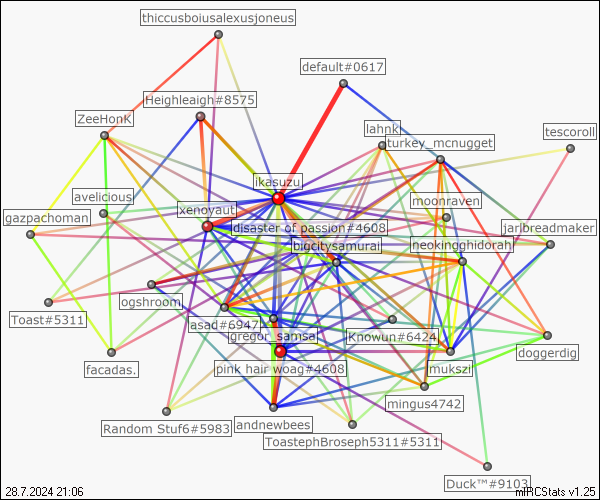 thiccusboiusalexusjoneus
default#0617
Heighleaigh#8575
ZeeHonk
lahnk
tescoroll
turkey_mcnugget
ikasuzu
avelicious
moonraven
xenoyaut
gazpachoman
disaster of passion#4608
jarlbreadmaker
bigcitysamurai
neokingghidorah
ogshroom
Toast#5311
asad#6947
gregor_samsa
Knowun#6424
doggerdig
facadas.
pink hair woag#4608
mukszi
mingus4742
Random Stuf6#5983
andnewbees
ToastephBroseph5311#5311
Duck™#9103
28.7.2024 21:06
mIRCStats v1.25